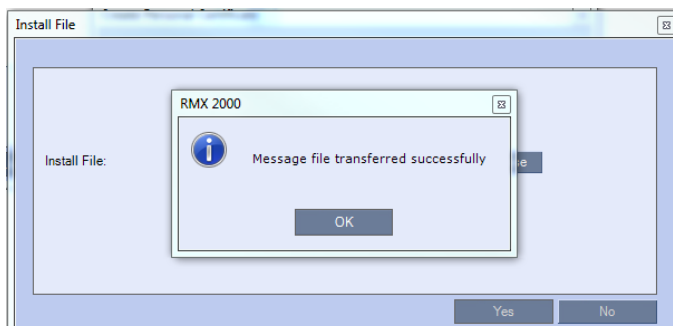 Install File
RMX 2000
Message file transferred successfully
Install File:
OK
Yes
No